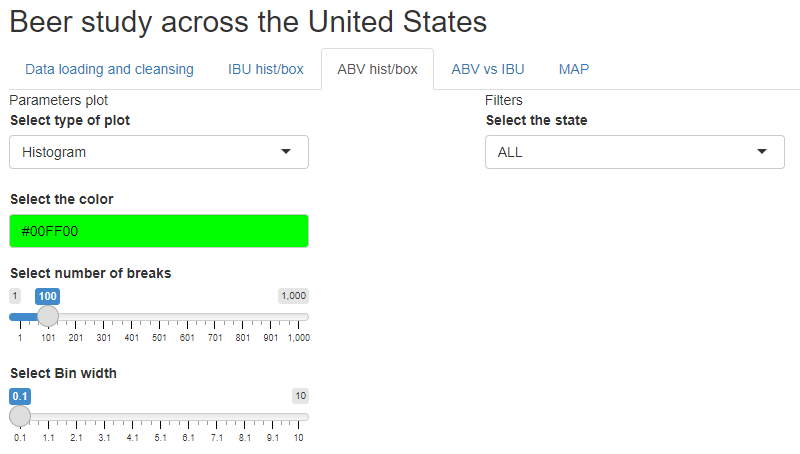 Beer study across the United States
Data loading and cleansing IBU hist/box ABV hist/box ABV vs IBU MAP
Parameters plot
Select type of plot
Histogram
Filters
Select the state
ALL
Select the color
#00FF00
Select number of breaks
1 100 1,000
1 101 201 301 401 501 601 701 801 901 1,000
Select Bin width
0.1 10
0.1 1.1 2.1 3.1 4.1 5.1 6.1 7.1 8.1 9.1 10